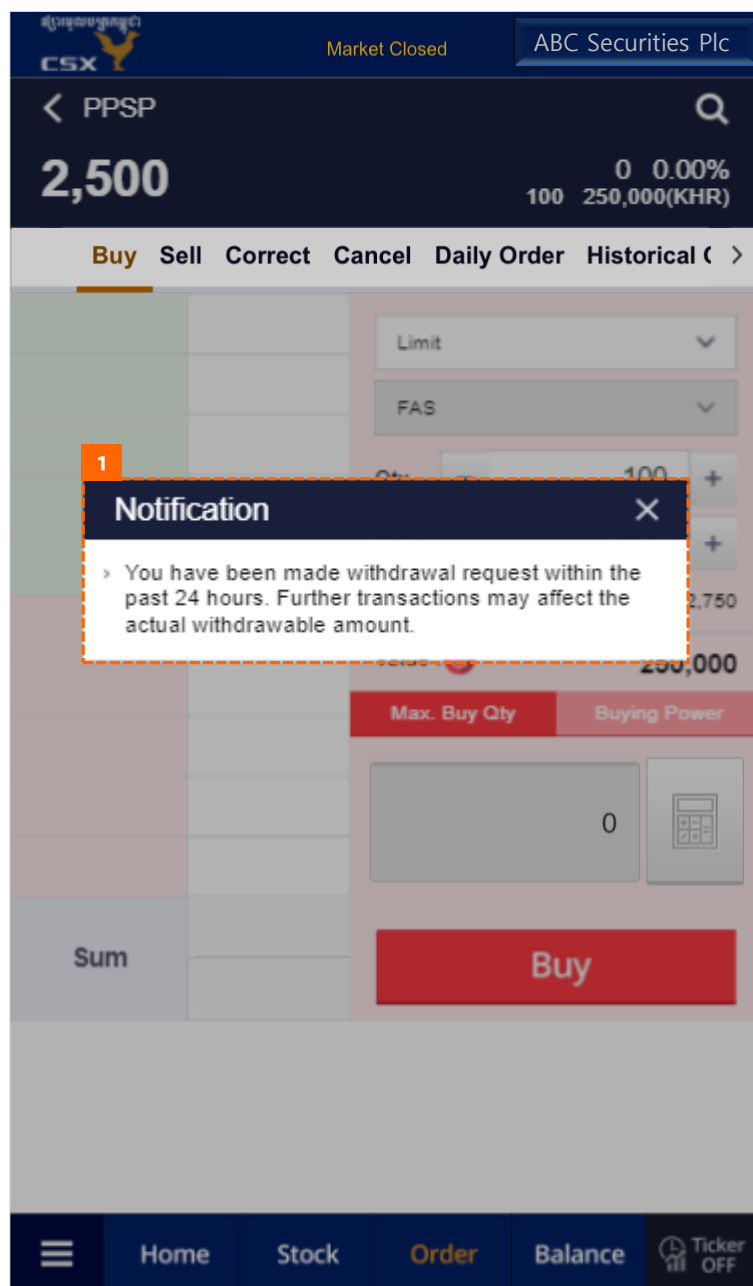 CSX
Market Closed
ABC Securities Plc
PPSP
2,500
0 0.00%
100 250,000(KHR)
Buy Sell Correct Cancel Daily Order Historical
Limit
FAS
1
100 +
Notification
+
You have been made withdrawal request within the
past 24 hours. Further transactions may affect the
actual withdrawable amount.
2,750
250,000
Max. Buy Qty Buying Power
0
Sum
Buy
Home Stock Order Balance Ticker
OFF